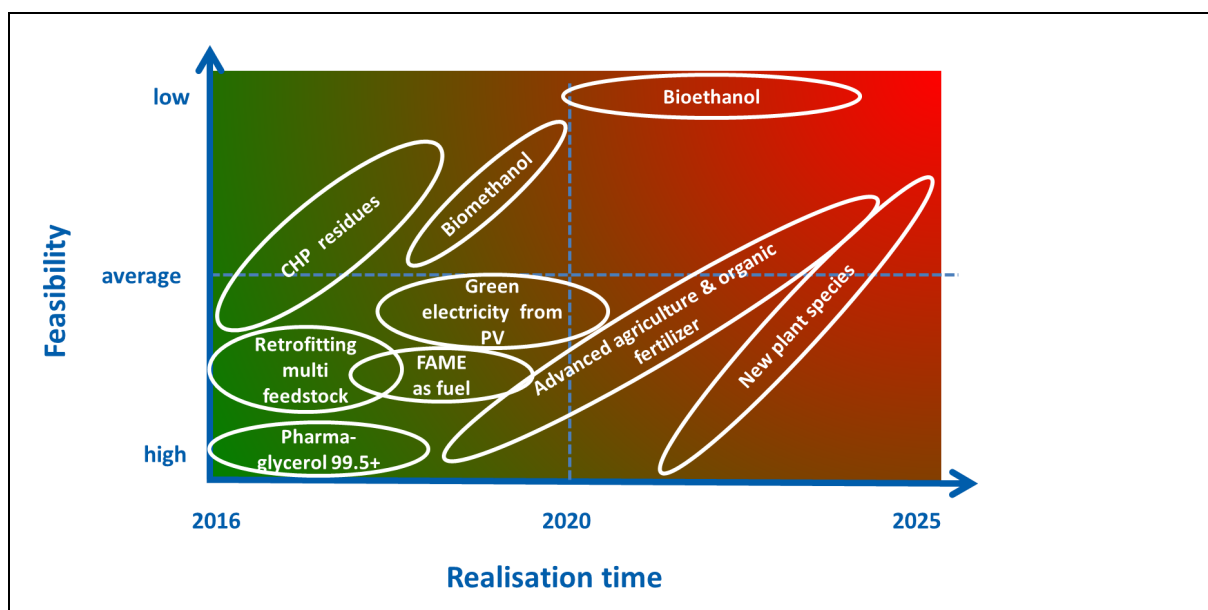 low
Bioethanol
Biomethanol
CHP residues
Feasibility
average
Green
electricity from
PV
Advanced agriculture & organic
fertilizer
New plant species
Retrofitting
multi
feedstock
FAME
as fuel
Pharma-
glycerol 99.5+
high
2016
2020
2025
Realisation time